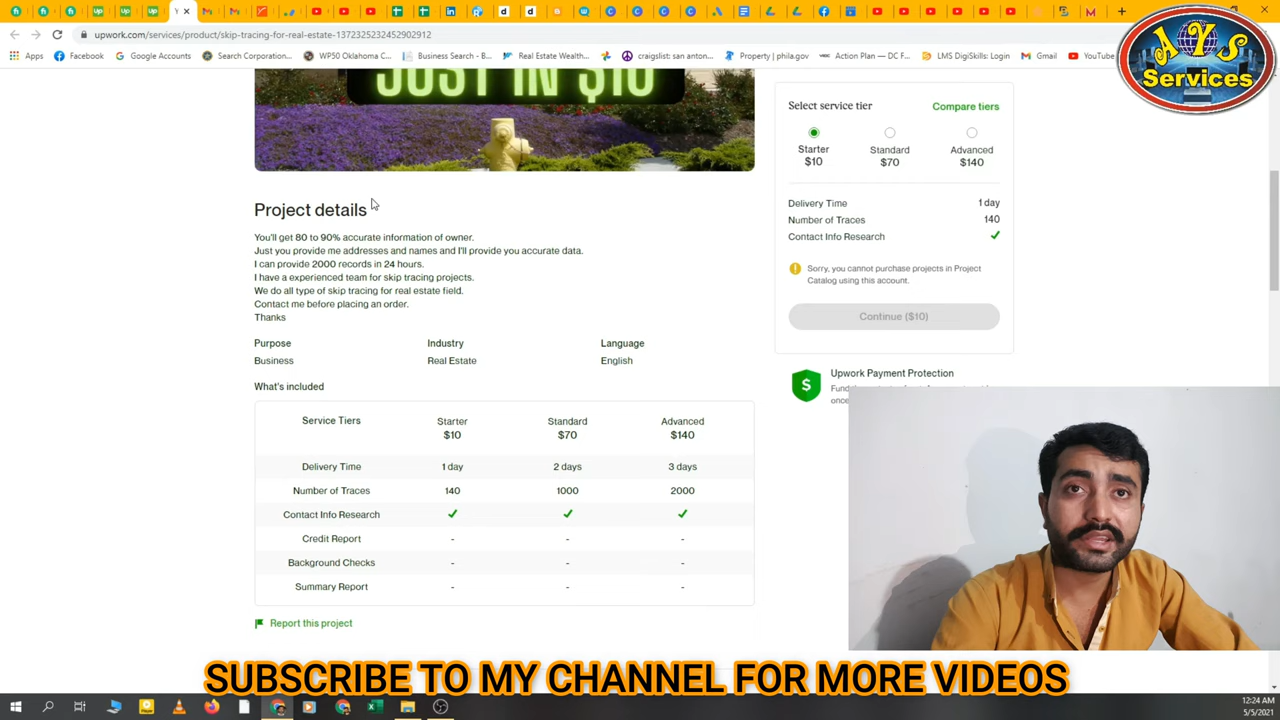 upwork.com/services/product/skip-tracing-for-real-estate-1372325232452902912
Apps
Facebook
Google Accounts
Search Corporation...
WP50 Oklahoma C...
Business Search - B...
Real Estate Wealth...
craigslist: san anton...
Property | phila.gov
Action Plan — DC F...
LMS DigiSkills: Login
Gmail
YouTube
AYS
Services
JUST IN $10
Select service tier
Compare tiers
Starter
$10
Standard
$70
Advanced
$140
Delivery Time 1 day
Number of Traces 140
Contact Info Research
Sorry, you cannot purchase projects in Project
Catalog using this account.
Continue ($10)
Upwork Payment Protection
Project details
You'll get 80 to 90% accurate information of owner.
Just you provide me addresses and names and I'll provide you accurate data.
I can provide 2000 records in 24 hours.
I have a experienced team for skip tracing projects.
We do all type of skip tracing for real estate field.
Contact me before placing an order.
Thanks
Purpose Industry Language
Business Real Estate English
What's included
Service Tiers Starter Standard Advanced
$10 $70 $140
Delivery Time 1 day 2 days 3 days
Number of Traces 140 1000 2000
Contact Info Research
Credit Report - - -
Background Checks - - -
Summary Report - - -
Report this project
SUBSCRIBE TO MY CHANNEL FOR MORE VIDEOS
12:24 AM
5/5/2021